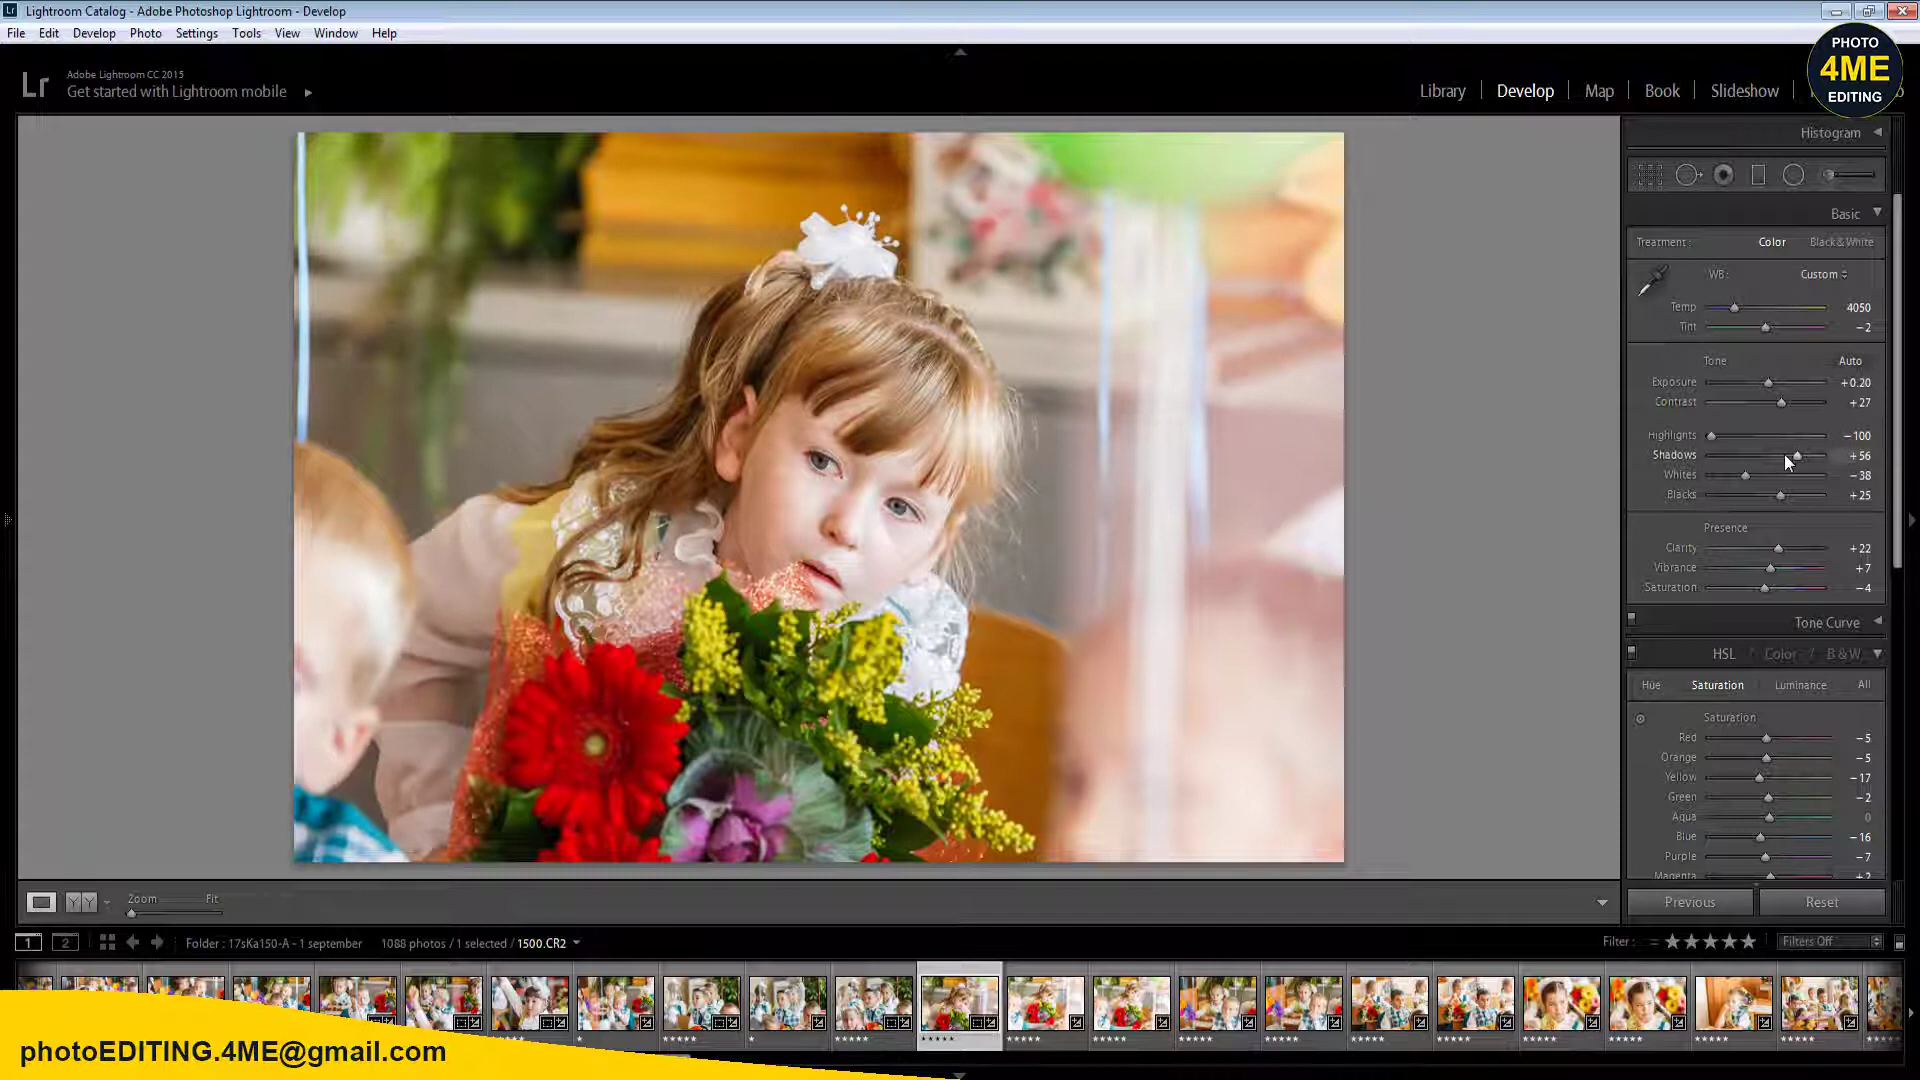 Lightroom Catalog - Adobe Photoshop Lightroom - Develop
File Edit Develop Photo Settings Tools View Window Help
PHOTO
4ME
EDITING
Lr
Adobe Lightroom CC 2015
Get started with Lightroom mobile
Library Develop Map Book Slideshow
Histogram
Basic
Treatment : Color Black & White
WB : Custom
Temp 4050
Tint -2
Tone Auto
Exposure +0.20
Contrast +27
Highlights -100
Shadows +56
Whites -38
Blacks +25
Presence
Clarity +22
Vibrance +7
Saturation -4
Tone Curve
HSL / Color / B & W
Hue Saturation Luminance All
Saturation
Red -5
Orange -5
Yellow -17
Green -2
Aqua 0
Blue -16
Purple -7
Magenta +2
Previous Reset
Zoom Fit
1 2 Folder : 17sKa150-A - 1 september 1088 photos / 1 selected / 1500.CR2 Filter : Filters Off
photoEDITING.4ME@gmail.com